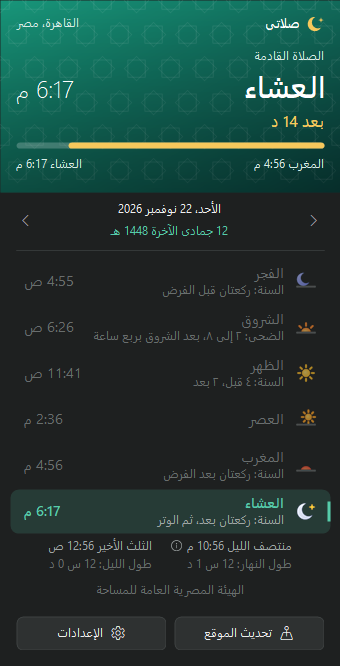 صلاتي
القاهرة، مصر
الصلاة القادمة
العشاء
6:17 م
بعد 14 د
المغرب 4:56 م
العشاء 6:17 م
الأحد، 22 نوفمبر 2026
12 جمادى الآخرة 1448 هـ
الفجر
السنة: ركعتان قبل الفرض
4:55 ص
الشروق
الضحى: ٢ إلى ٨، بعد الشروق بربع ساعة
6:26 ص
الظهر
السنة: ٤ قبل، ٢ بعد
11:41 ص
العصر
2:36 م
المغرب
السنة: ركعتان بعد الفرض
4:56 م
العشاء
السنة: ركعتان بعد، ثم الوتر
6:17 م
منتصف الليل 10:56 م
الثلث الأخير 12:56 ص
طول النهار: 12 س 1 د
طول الليل: 12 س 0 د
الهيئة المصرية العامة للمساحة
تحديث الموقع
الإعدادات